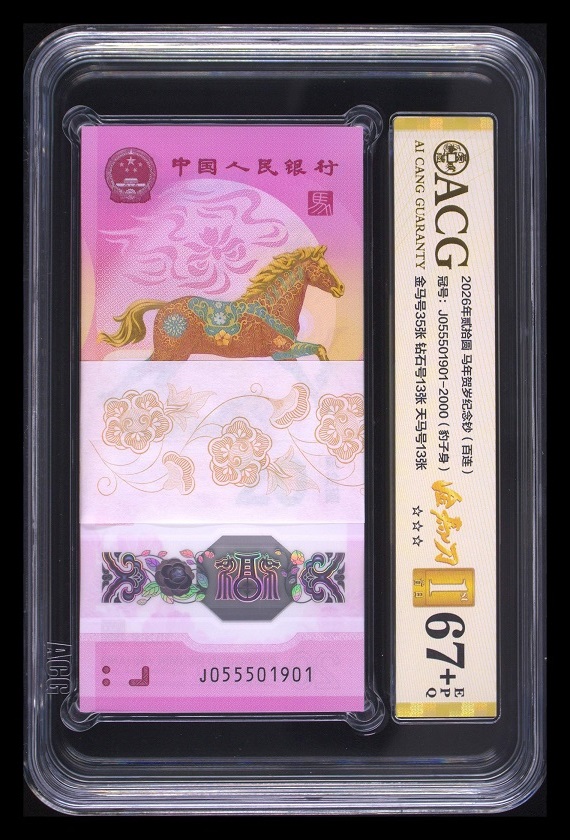 中国人民银行
馬
J055501901
ACG
AI CANG GUARANTY
ACG
2026年贰拾圆 马年贺岁纪念钞（百连）
冠号：J055501901-2000（豹子身）
金马号35张 钻石号13张 天马号13张
☆☆☆
67+ EPQ